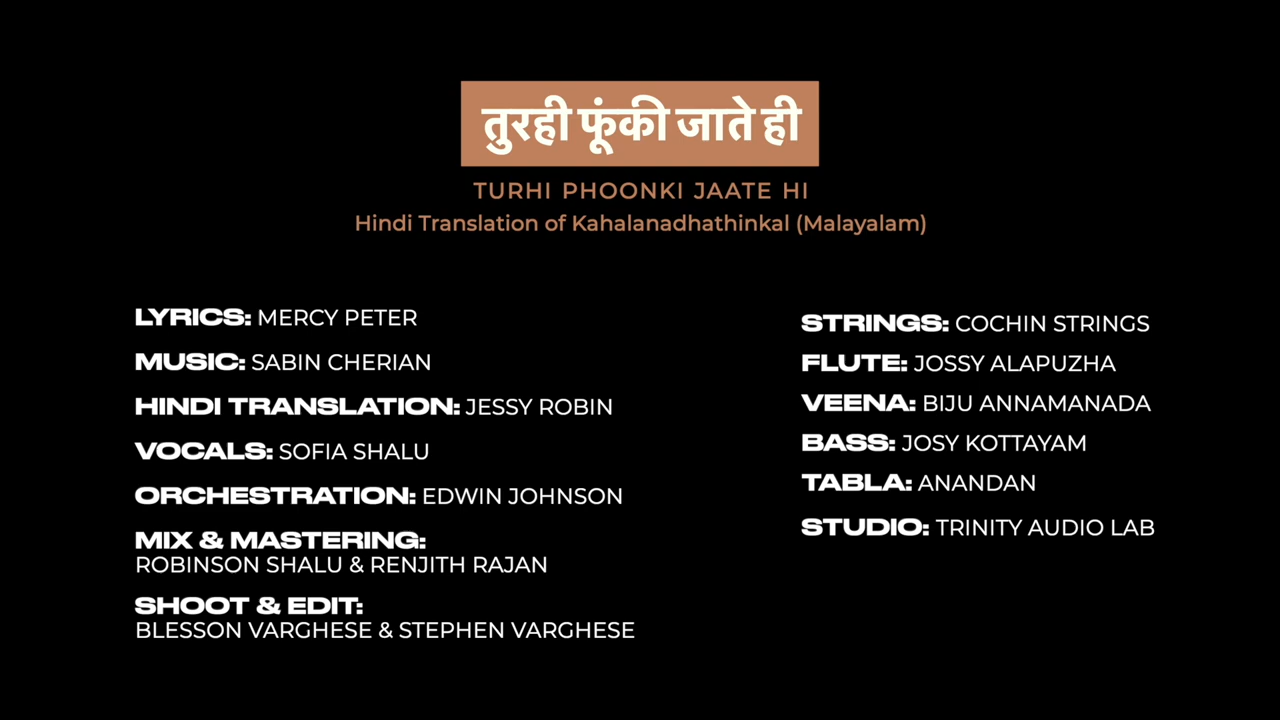 तुरही फूंकी जाते ही
TURHI PHOONKI JAATE HI
Hindi Translation of Kahalanadhathinkal (Malayalam)
LYRICS: MERCY PETER
MUSIC: SABIN CHERIAN
HINDI TRANSLATION: JESSY ROBIN
VOCALS: SOFIA SHALU
ORCHESTRATION: EDWIN JOHNSON
MIX & MASTERING:
ROBINSON SHALU & RENJITH RAJAN
SHOOT & EDIT:
BLESSON VARGHESE & STEPHEN VARGHESE
STRINGS: COCHIN STRINGS
FLUTE: JOSSY ALAPUZHA
VEENA: BIJU ANNAMANADA
BASS: JOSY KOTTAYAM
TABLA: ANANDAN
STUDIO: TRINITY AUDIO LAB